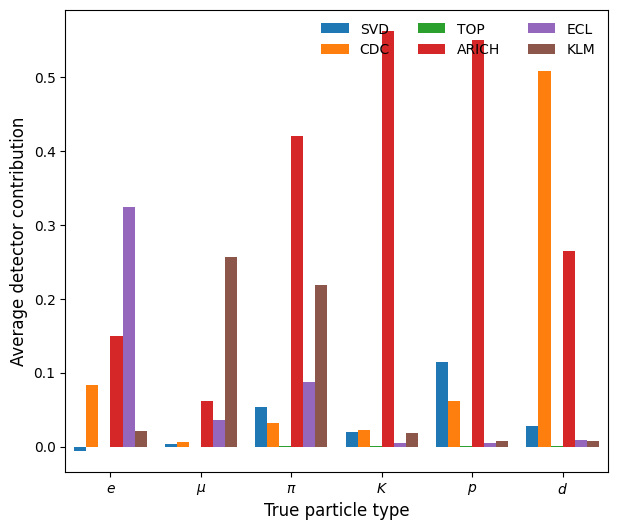 SVD TOP ECL
CDC ARICH KLM
Average detector contribution
0.5
0.4
0.3
0.2
0.1
0.0
e μ π K p d
True particle type